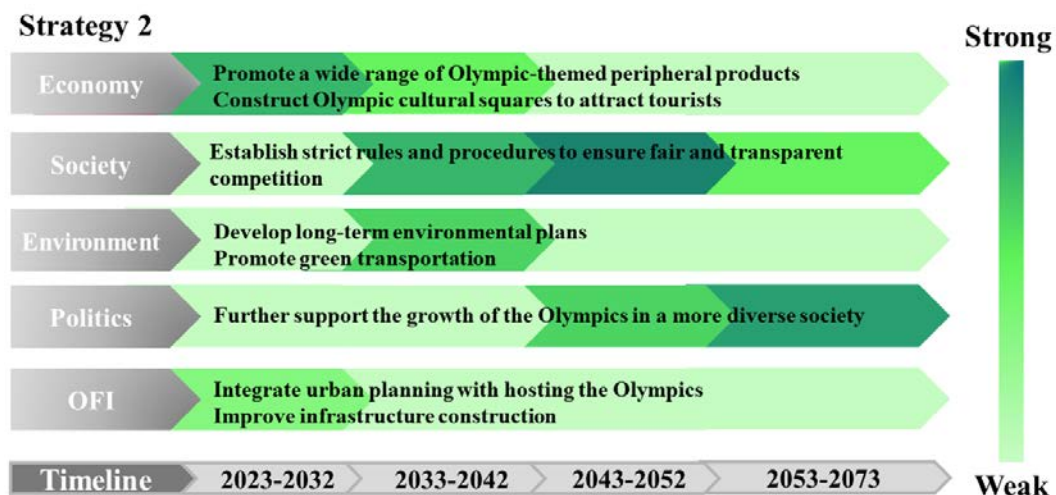 Strategy 2
Strong
Economy
Promote a wide range of Olympic-themed peripheral products
Construct Olympic cultural squares to attract tourists
Society
Establish strict rules and procedures to ensure fair and transparent
competition
Environment
Develop long-term environmental plans
Promote green transportation
Politics
Further support the growth of the Olympics in a more diverse society
OFI
Integrate urban planning with hosting the Olympics
Improve infrastructure construction
Timeline
2023-2032
2033-2042
2043-2052
2053-2073
Weak